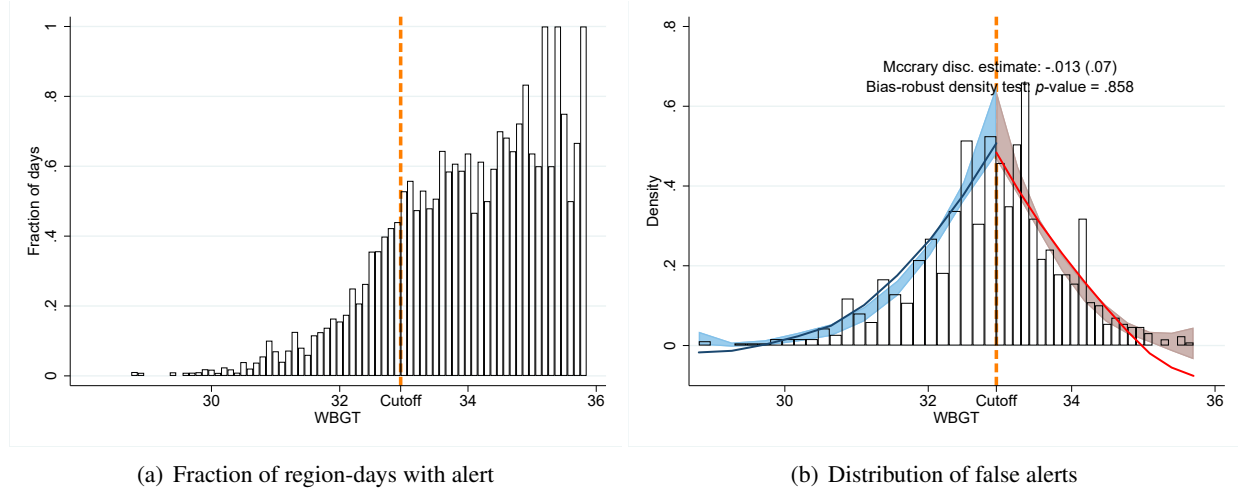 Fraction of days
0
.2
.4
.6
.8
1
30
32
Cutoff
34
36
WBGT
(a) Fraction of region-days with alert
Mccrary disc. estimate: -.013 (.07)
Bias-robust density test: p-value = .858
Density
0
.2
.4
.6
.8
30
32
Cutoff
34
36
WBGT
(b) Distribution of false alerts